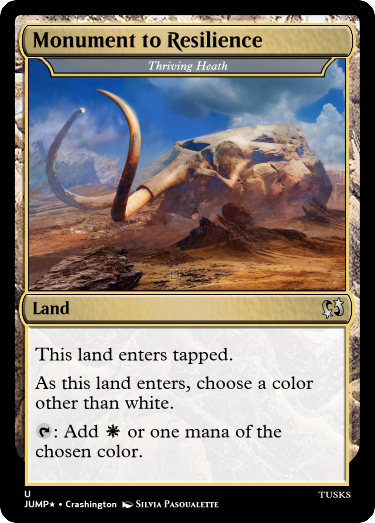 Monument to Resilience
Thriving Heath
Land
This land enters tapped.
As this land enters, choose a color
other than white.
: Add or one mana of the
chosen color.
U
JUMP★ • Crashington Silvia Pasqualette
TUSKS